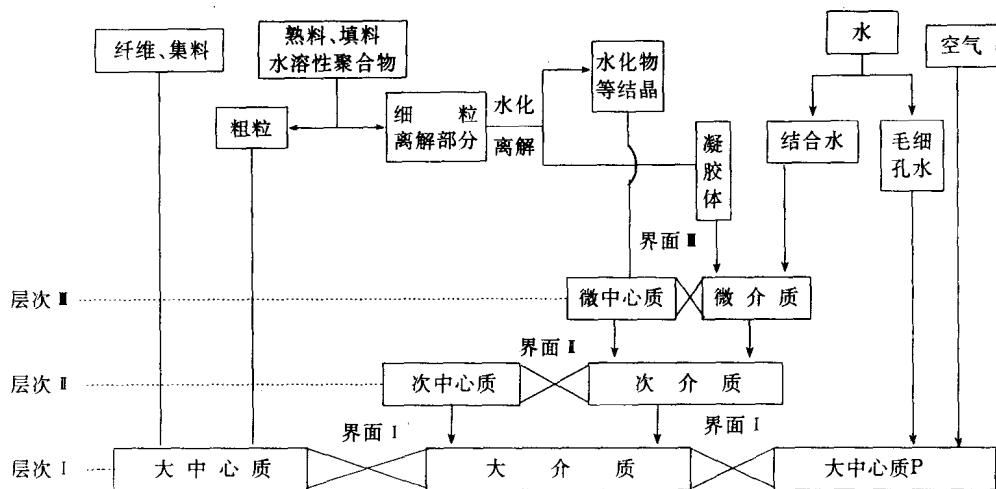 纤维、集料
熟料、填料
水溶性聚合物
水
空气
粗粒
细 粒
离解部分
水化
离解
水化物
等结晶
凝
胶
体
结合水
毛细
孔水
界面 Ⅲ
层次 Ⅲ
微中心质
微 介 质
界面 Ⅱ
层次 Ⅱ
次中心质
次 介 质
界面 Ⅰ
界面 Ⅰ
层次 Ⅰ
大 中 心 质
大 介 质
大中心质P